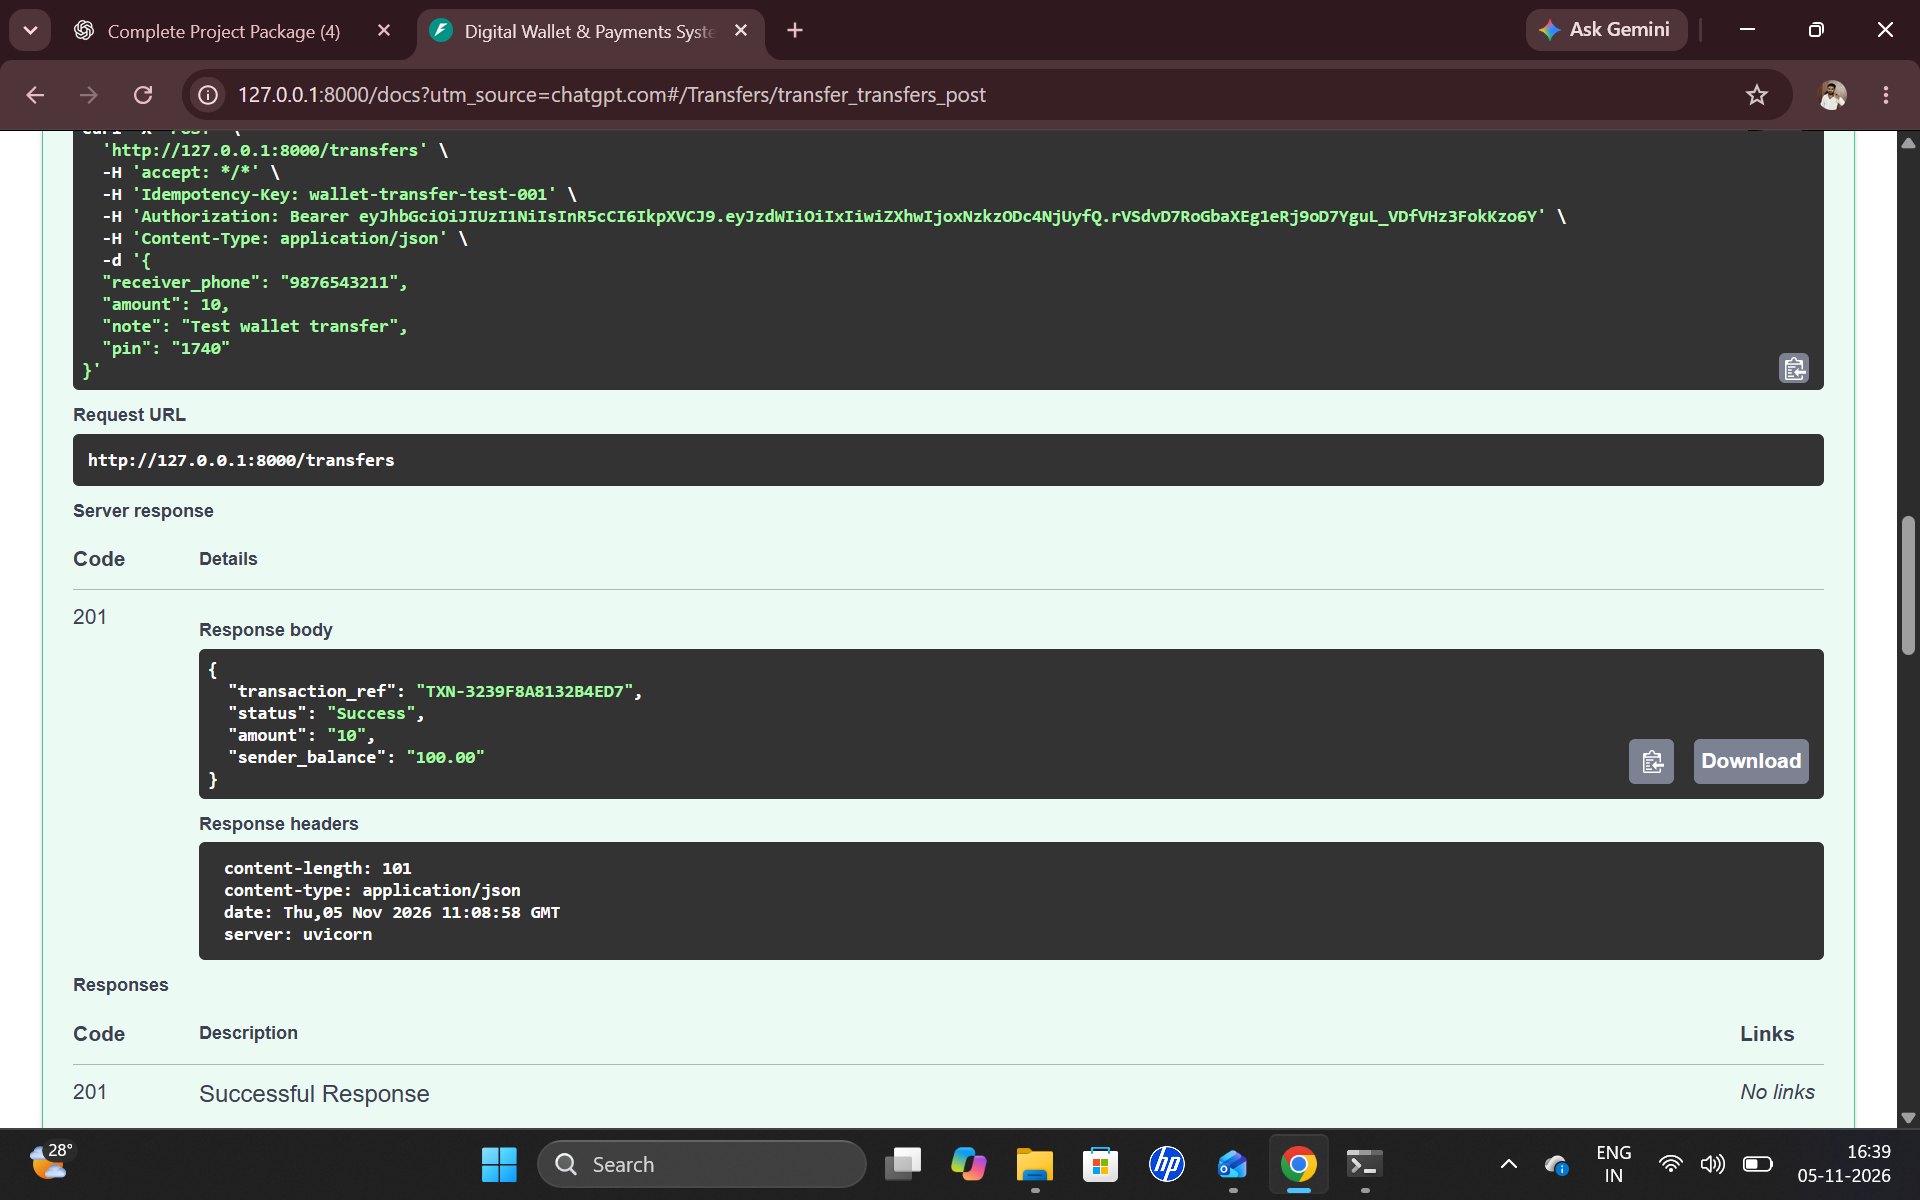 Complete Project Package (4)
Digital Wallet & Payments Syste
Ask Gemini
127.0.0.1:8000/docs?utm_source=chatgpt.com#/Transfers/transfer_transfers_post
'http://127.0.0.1:8000/transfers' \
-H 'accept: */*' \
-H 'Idempotency-Key: wallet-transfer-test-001' \
-H 'Authorization: Bearer eyJhbGciOiJIUzI1NiIsInR5cCI6IkpXVCJ9.eyJzdWIiOiIxIiwiZXhwIjoxNzkzODc4NjUyfQ.rVSdvD7RoGbaXEg1eRj9oD7YguL_VDfVHz3FokKzo6Y' \
-H 'Content-Type: application/json' \
-d '{
"receiver_phone": "9876543211",
"amount": 10,
"note": "Test wallet transfer",
"pin": "1740"
}'
Request URL
http://127.0.0.1:8000/transfers
Server response
Code Details
201
Response body
{
"transaction_ref": "TXN-3239F8A8132B4ED7",
"status": "Success",
"amount": "10",
"sender_balance": "100.00"
}
Download
Response headers
content-length: 101
content-type: application/json
date: Thu,05 Nov 2026 11:08:58 GMT
server: uvicorn
Responses
Code Description Links
201 Successful Response No links
28°
Search
hp
ENG
IN
16:39
05-11-2026